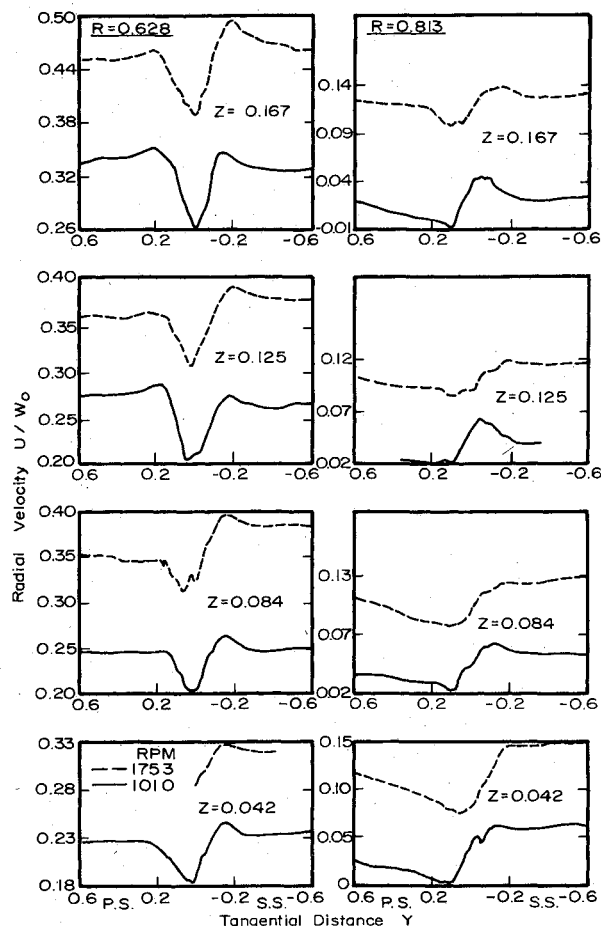 R=0.628
0.50
0.44
0.38
0.32
0.26
Z= 0.167
0.6 0.2 -0.2 -0.6
R=0.813
0.14
0.09
0.04
-0.01
Z=0.167
0.6 0.2 -0.2 -0.6
0.40
0.35
0.30
0.25
0.20
Z=0.125
0.6 0.2 -0.2 -0.6
0.12
0.07
0.02
Z=0.125
0.6 0.2 -0.2 -0.6
Radial Velocity U/Wo
0.40
0.35
0.30
0.25
0.20
Z=0.084
0.6 0.2 -0.2 -0.6
0.13
0.07
0.02
Z=0.084
0.6 0.2 -0.2 -0.6
0.33
0.28
0.23
0.18
RPM
1753
1010
Z=0.042
0.6 0.2 -0.2 -0.6
P.S. S.S.
0.15
0.10
0.05
0
Z=0.042
0.6 0.2 -0.2 -0.6
P.S. S.S.
Tangential Distance Y